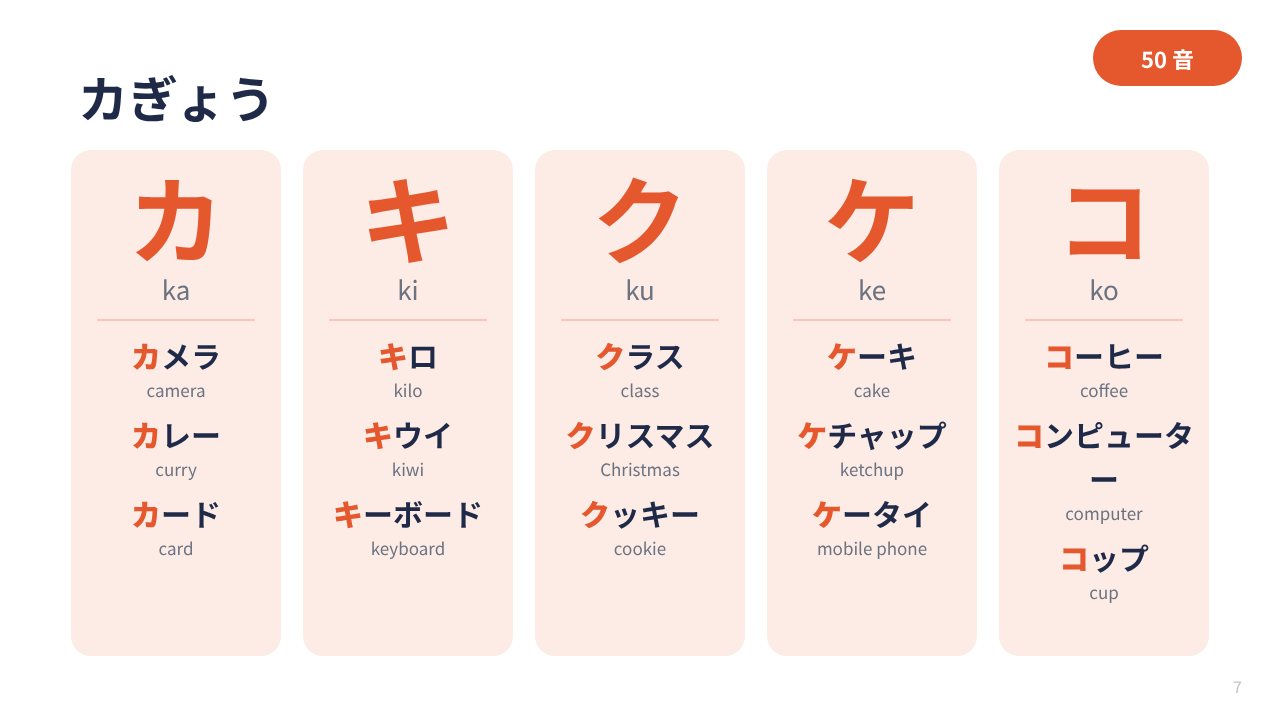 50 音
カぎょう
カ
ka
カメラ
camera
カレー
curry
カード
card
キ
ki
キロ
kilo
キウイ
kiwi
キーボード
keyboard
ク
ku
クラス
class
クリスマス
Christmas
クッキー
cookie
ケ
ke
ケーキ
cake
ケチャップ
ketchup
ケータイ
mobile phone
コ
ko
コーヒー
coffee
コンピュータ
ー
computer
コップ
cup
7